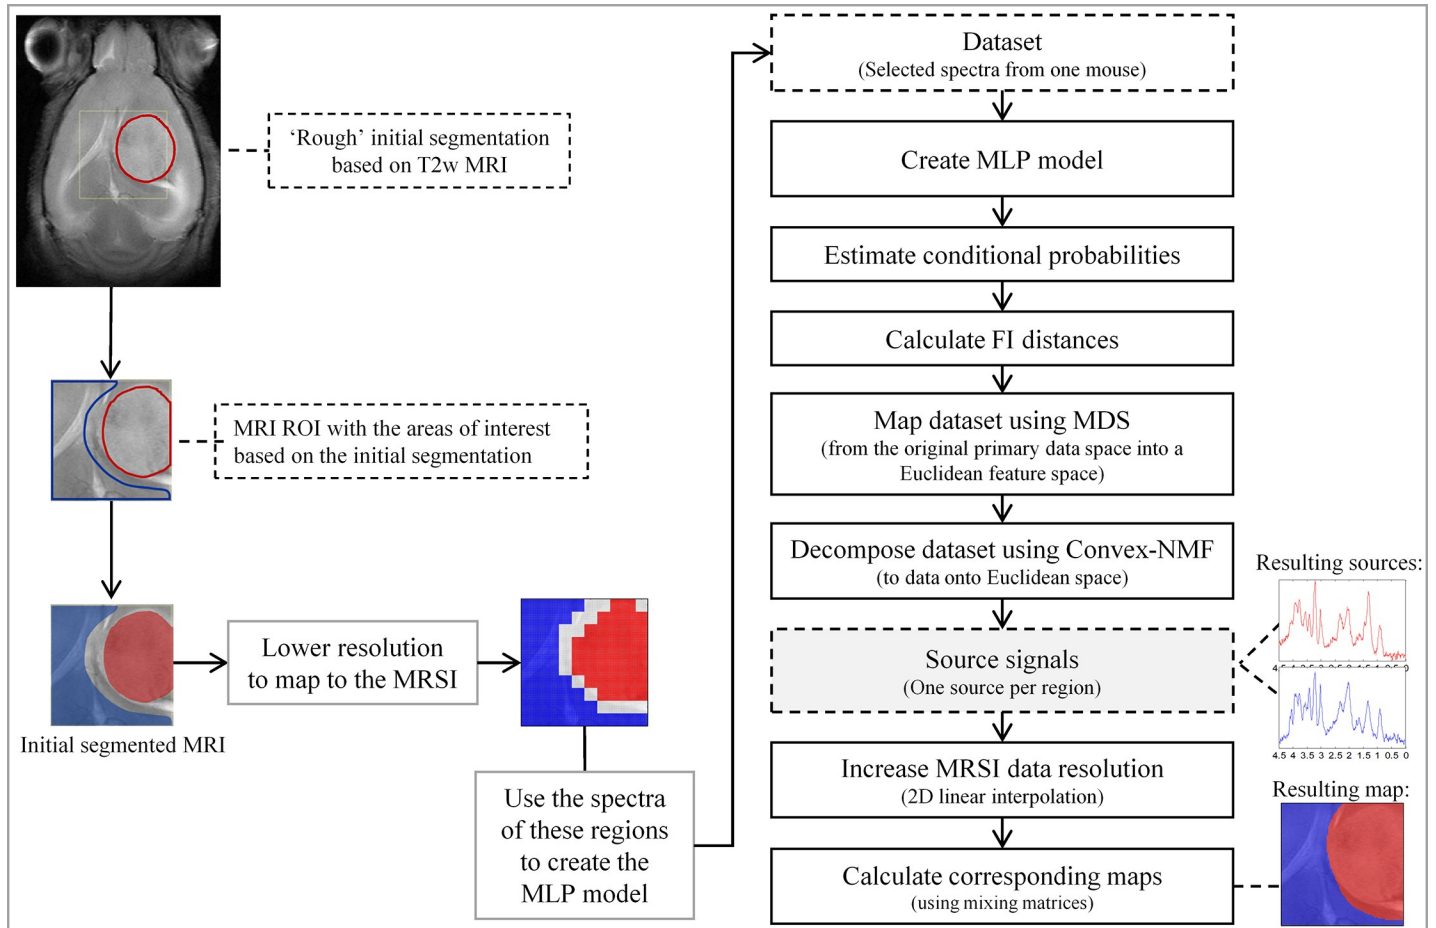 ‘Rough’ initial segmentation
based on T2w MRI
MRI ROI with the areas of interest
based on the initial segmentation
Initial segmented MRI
Lower resolution
to map to the MRSI
Use the spectra
of these regions
to create the
MLP model
Dataset
(Selected spectra from one mouse)
Create MLP model
Estimate conditional probabilities
Calculate FI distances
Map dataset using MDS
(from the original primary data space into a
Euclidean feature space)
Decompose dataset using Convex-NMF
(to data onto Euclidean space)
Source signals
(One source per region)
Increase MRSI data resolution
(2D linear interpolation)
Calculate corresponding maps
(using mixing matrices)
Resulting sources:
4.5 4 3.5 3 2.5 2 1.5 1 0.5 0
Resulting map: